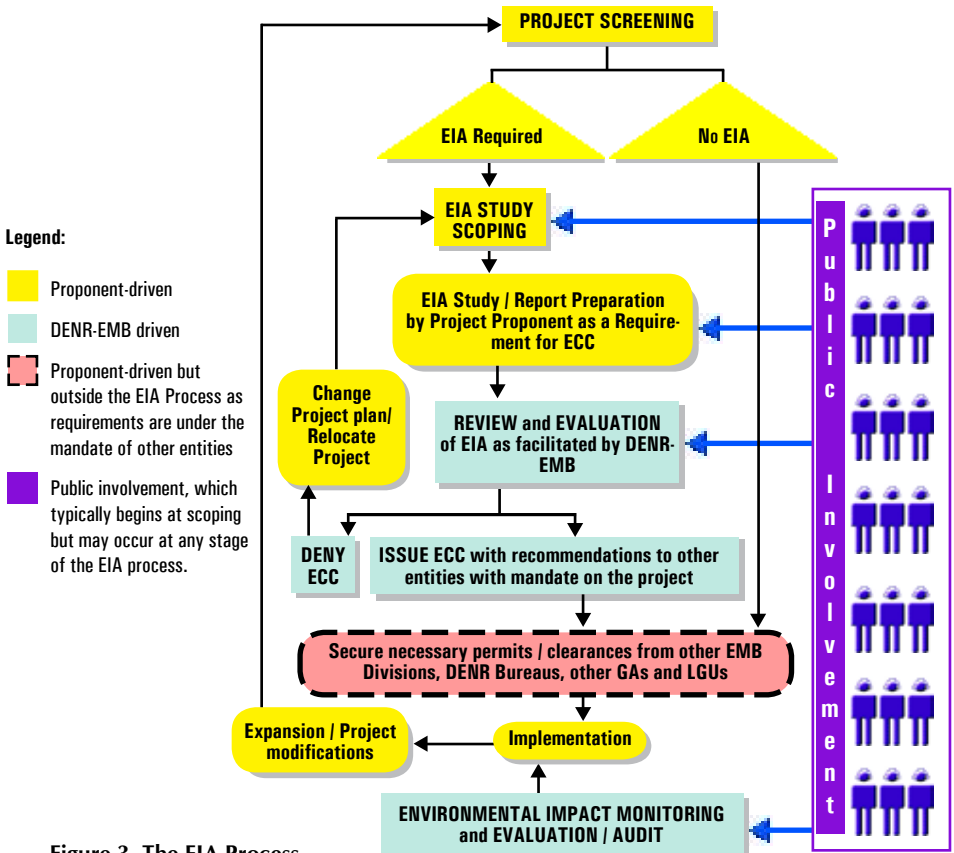 PROJECT SCREENING
EIA Required
No EIA
EIA STUDY
SCOPING
Legend:
Proponent-driven
DENR-EMB driven
Proponent-driven but
outside the EIA Process as
requirements are under the
mandate of other entities
Public involvement, which
typically begins at scoping
but may occur at any stage
of the EIA process.
EIA Study / Report Preparation
by Project Proponent as a Require-
ment for ECC
Change
Project plan/
Relocate
Project
REVIEW and EVALUATION
of EIA as facilitated by DENR-
EMB
DENY
ECC
ISSUE ECC with recommendations to other
entities with mandate on the project
Secure necessary permits / clearances from other EMB
Divisions, DENR Bureaus, other GAs and LGUs
Expansion / Project
modifications
Implementation
ENVIRONMENTAL IMPACT MONITORING
and EVALUATION / AUDIT
Public Involvement
Figure 3. The EIA Process